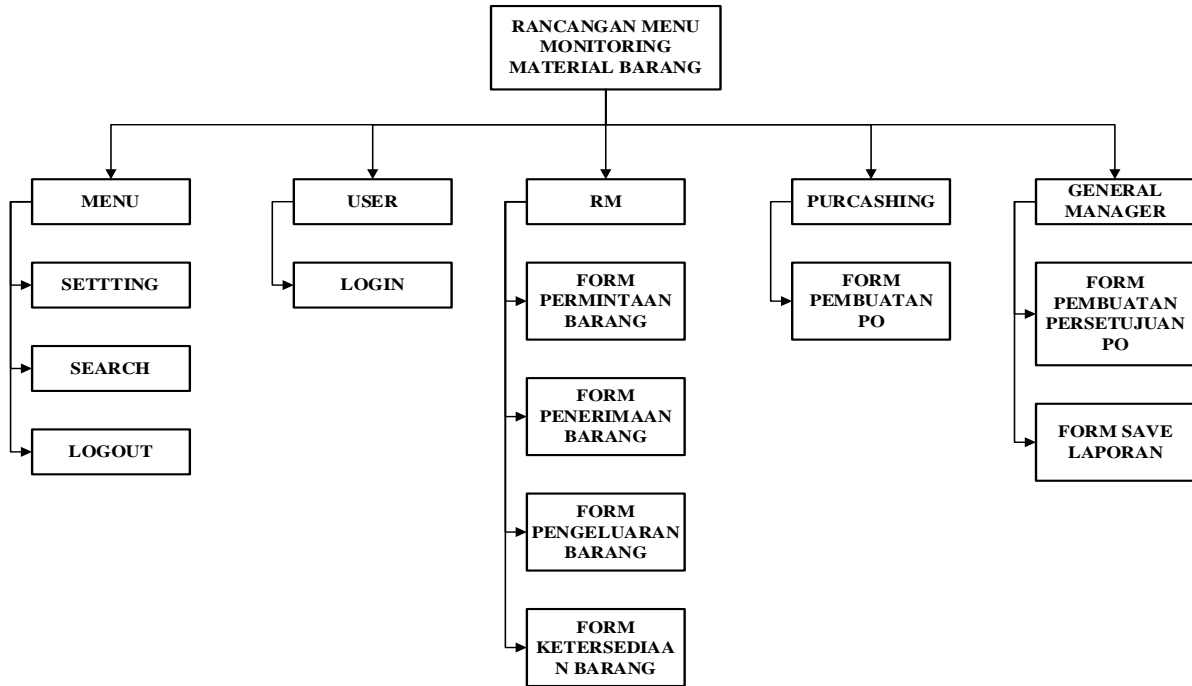 RANCANGAN MENU
MONITORING
MATERIAL BARANG
MENU
SETTTING
SEARCH
LOGOUT
USER
LOGIN
RM
FORM
PERMINTAAN
BARANG
FORM
PENERIMAAN
BARANG
FORM
PENGELUARAN
BARANG
FORM
KETERSEDIAA
N BARANG
PURCASHING
FORM
PEMBUATAN
PO
GENERAL
MANAGER
FORM
PEMBUATAN
PERSETUJUAN
PO
FORM SAVE
LAPORAN